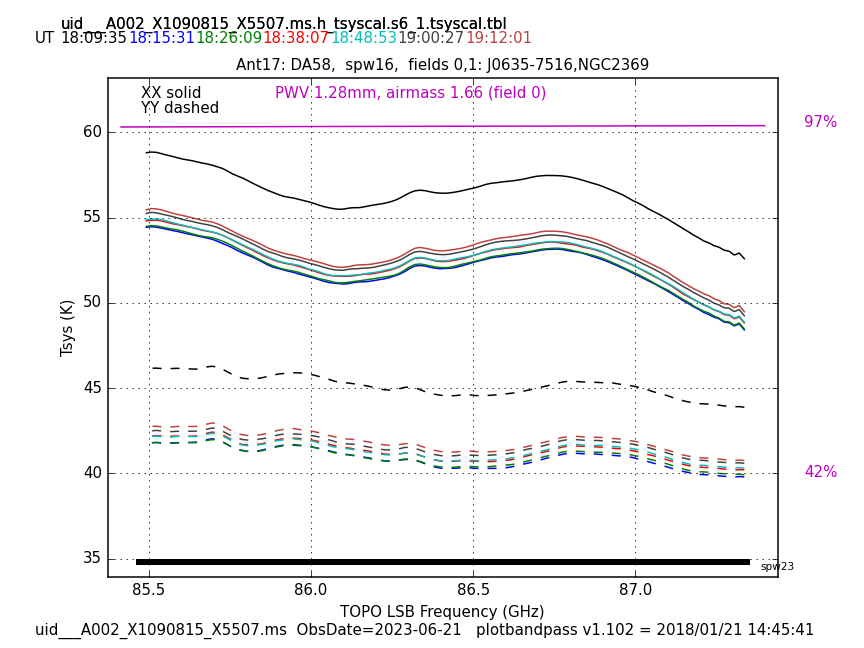 uid___A002_X1090815_X5507.ms.h_tsyscal.s6_1.tsyscal.tbl
UT 18:09:35 18:15:31 18:26:09 18:38:07 18:48:53 19:00:27 19:12:01
Ant17: DA58,  spw16,  fields 0,1: J0635-7516,NGC2369
XX solid
PWV 1.28mm, airmass 1.66 (field 0)
YY dashed
97%
60
55
50
45
40
35
Tsys (K)
42%
spw23
85.5 86.0 86.5 87.0
TOPO LSB Frequency (GHz)
uid___A002_X1090815_X5507.ms  ObsDate=2023-06-21   plotbandpass v1.102 = 2018/01/21 14:45:41